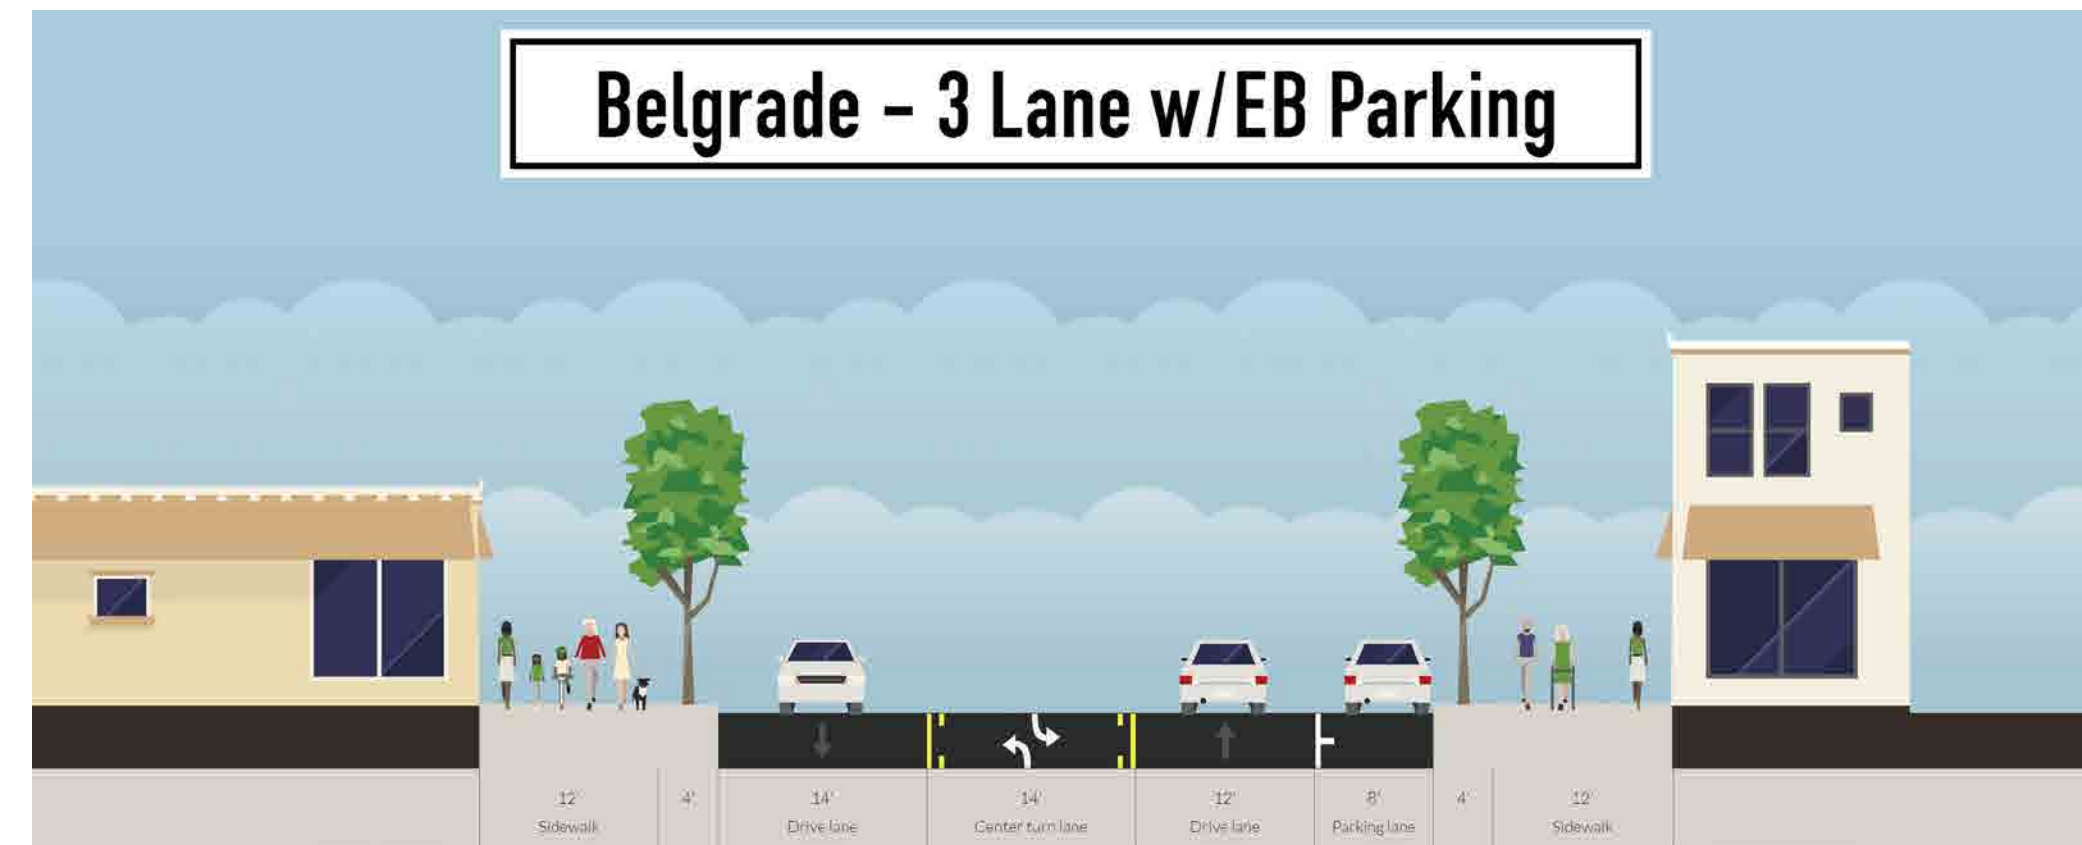 Belgrade – 3 Lane w/EB Parking
12' 4' 14' 14' 12' 8' 4' 12'
Sidewalk Drive lane Center turn lane Drive lane Parking lane Sidewalk